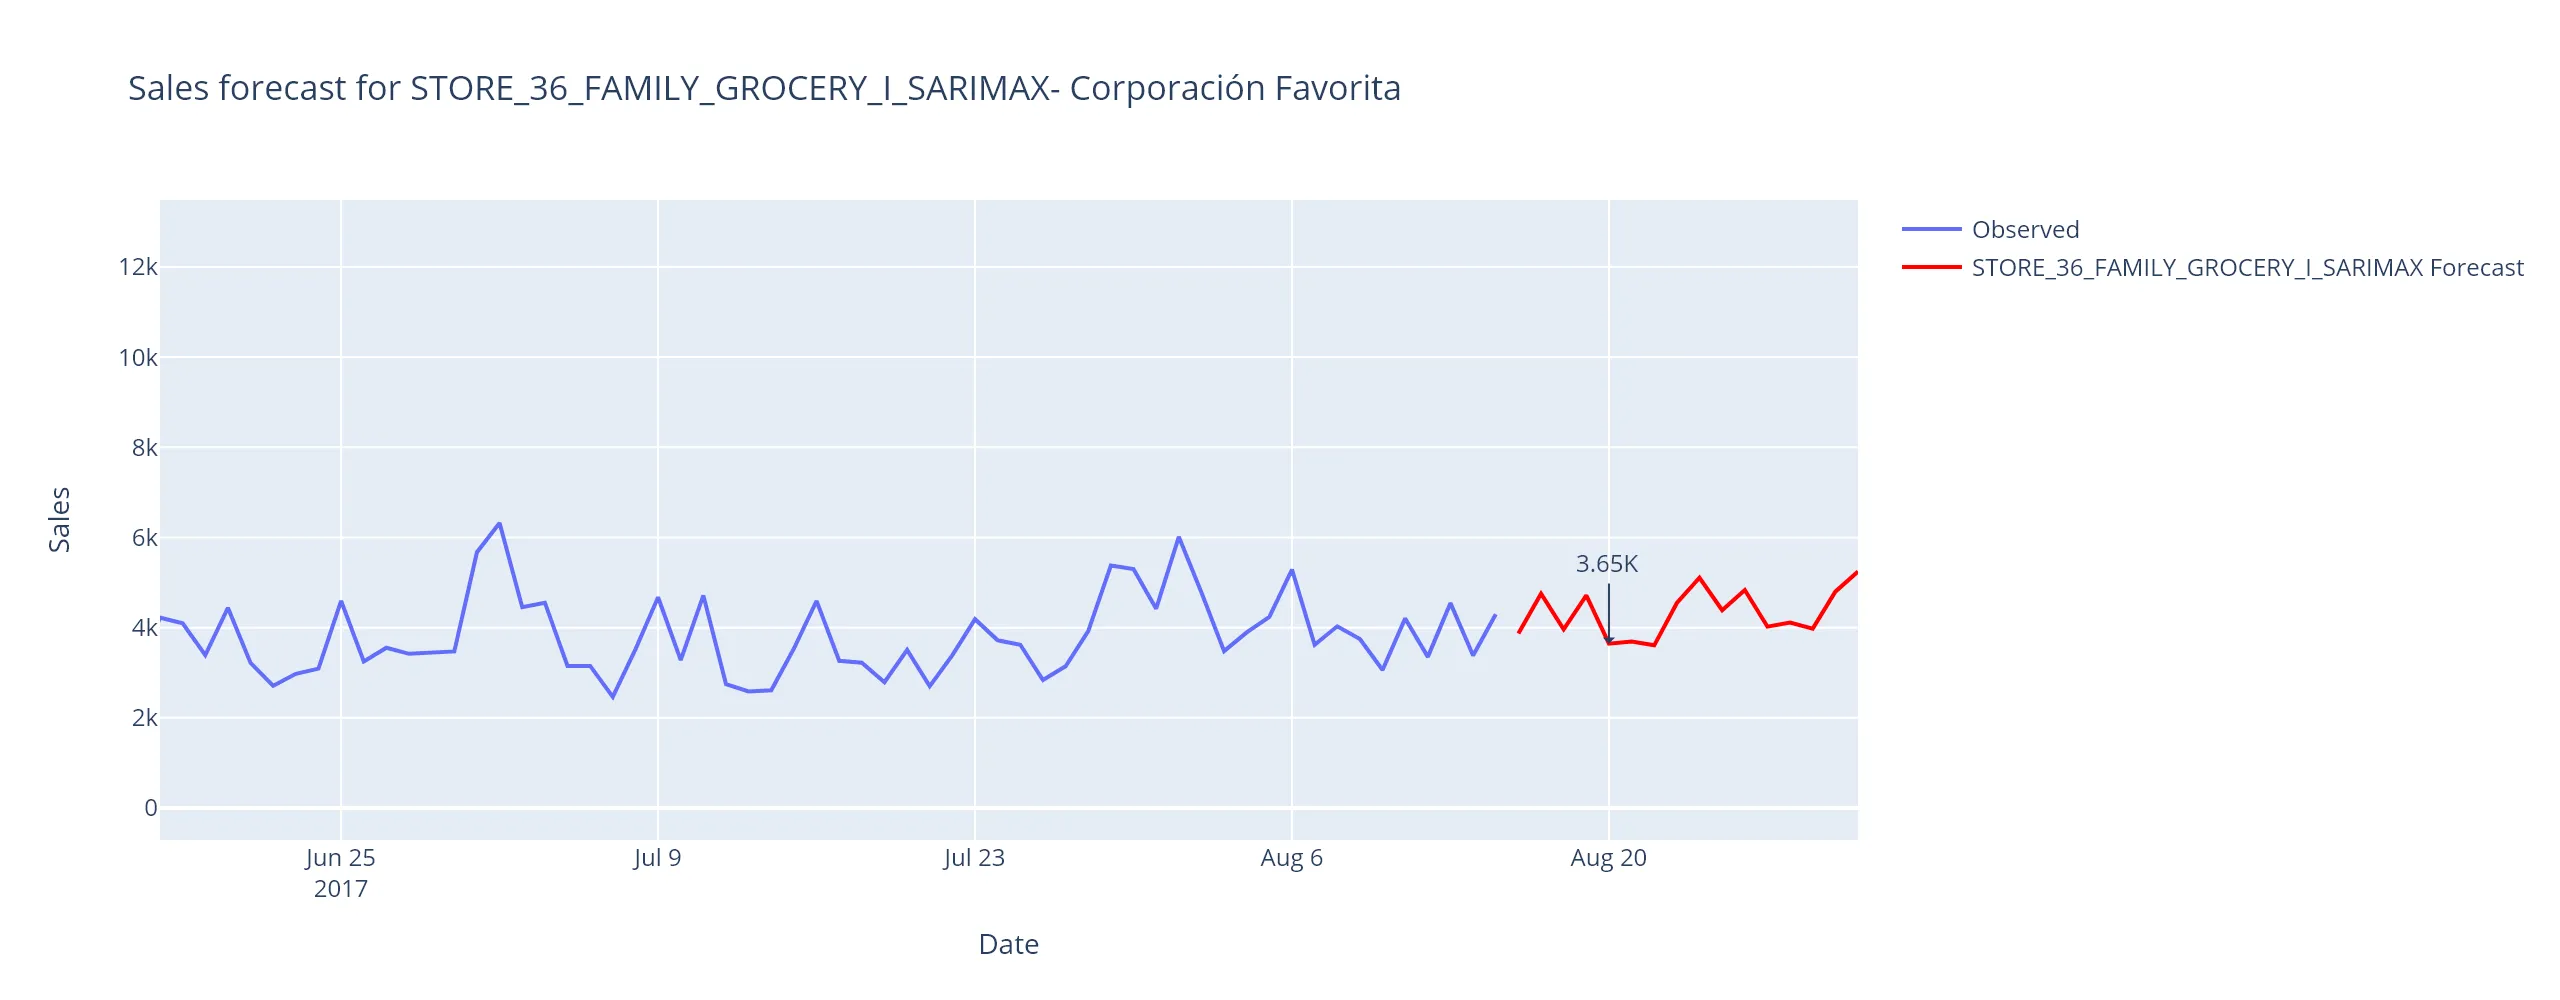 Sales forecast for STORE_36_FAMILY_GROCERY_I_SARIMAX- Corporación Favorita
Observed
STORE_36_FAMILY_GROCERY_I_SARIMAX Forecast
12k
10k
8k
6k
4k
2k
0
Sales
3.65K
Jun 25
2017
Jul 9
Jul 23
Aug 6
Aug 20
Date